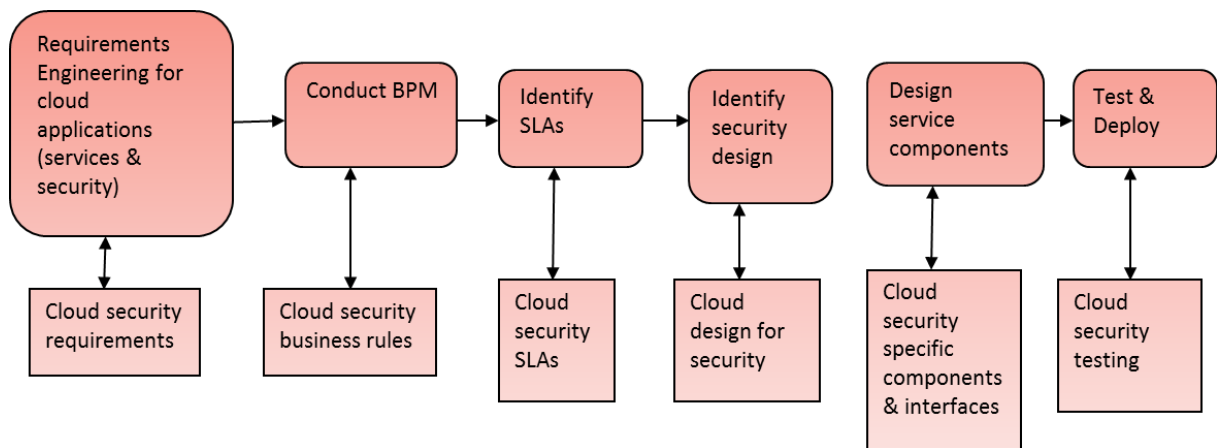 Requirements
Engineering for
cloud
applications
(services &
security)
Conduct BPM
Identify
SLAs
Identify
security
design
Design
service
components
Test &
Deploy
Cloud security
requirements
Cloud security
business rules
Cloud
security
SLAs
Cloud
design for
security
Cloud
security
specific
components
& interfaces
Cloud
security
testing